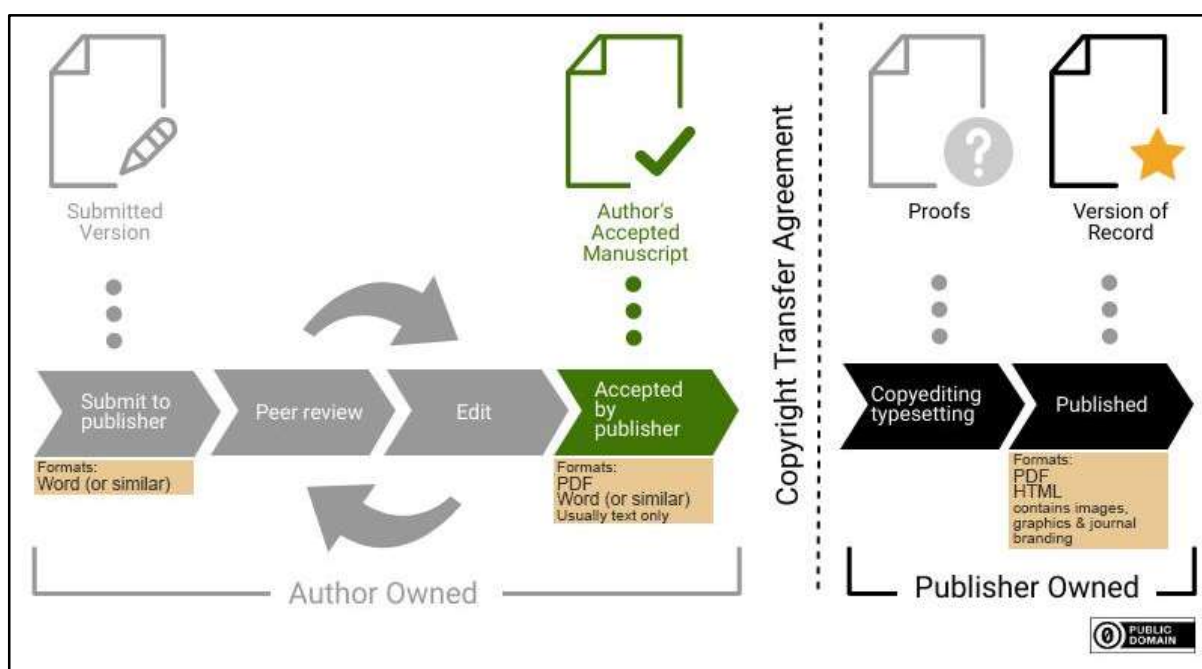 Submitted
Version
Author's
Accepted
Manuscript
Copyright Transfer Agreement
Proofs
Version of
Record
Submit to
publisher
Peer review
Edit
Accepted
by
publisher
Copyediting
typesetting
Published
Formats:
Word (or similar)
Formats:
PDF
Word (or similar)
Usually text only
Formats:
PDF
HTML
contains images,
graphics & journal
branding
Author Owned
Publisher Owned
0 PUBLIC
DOMAIN